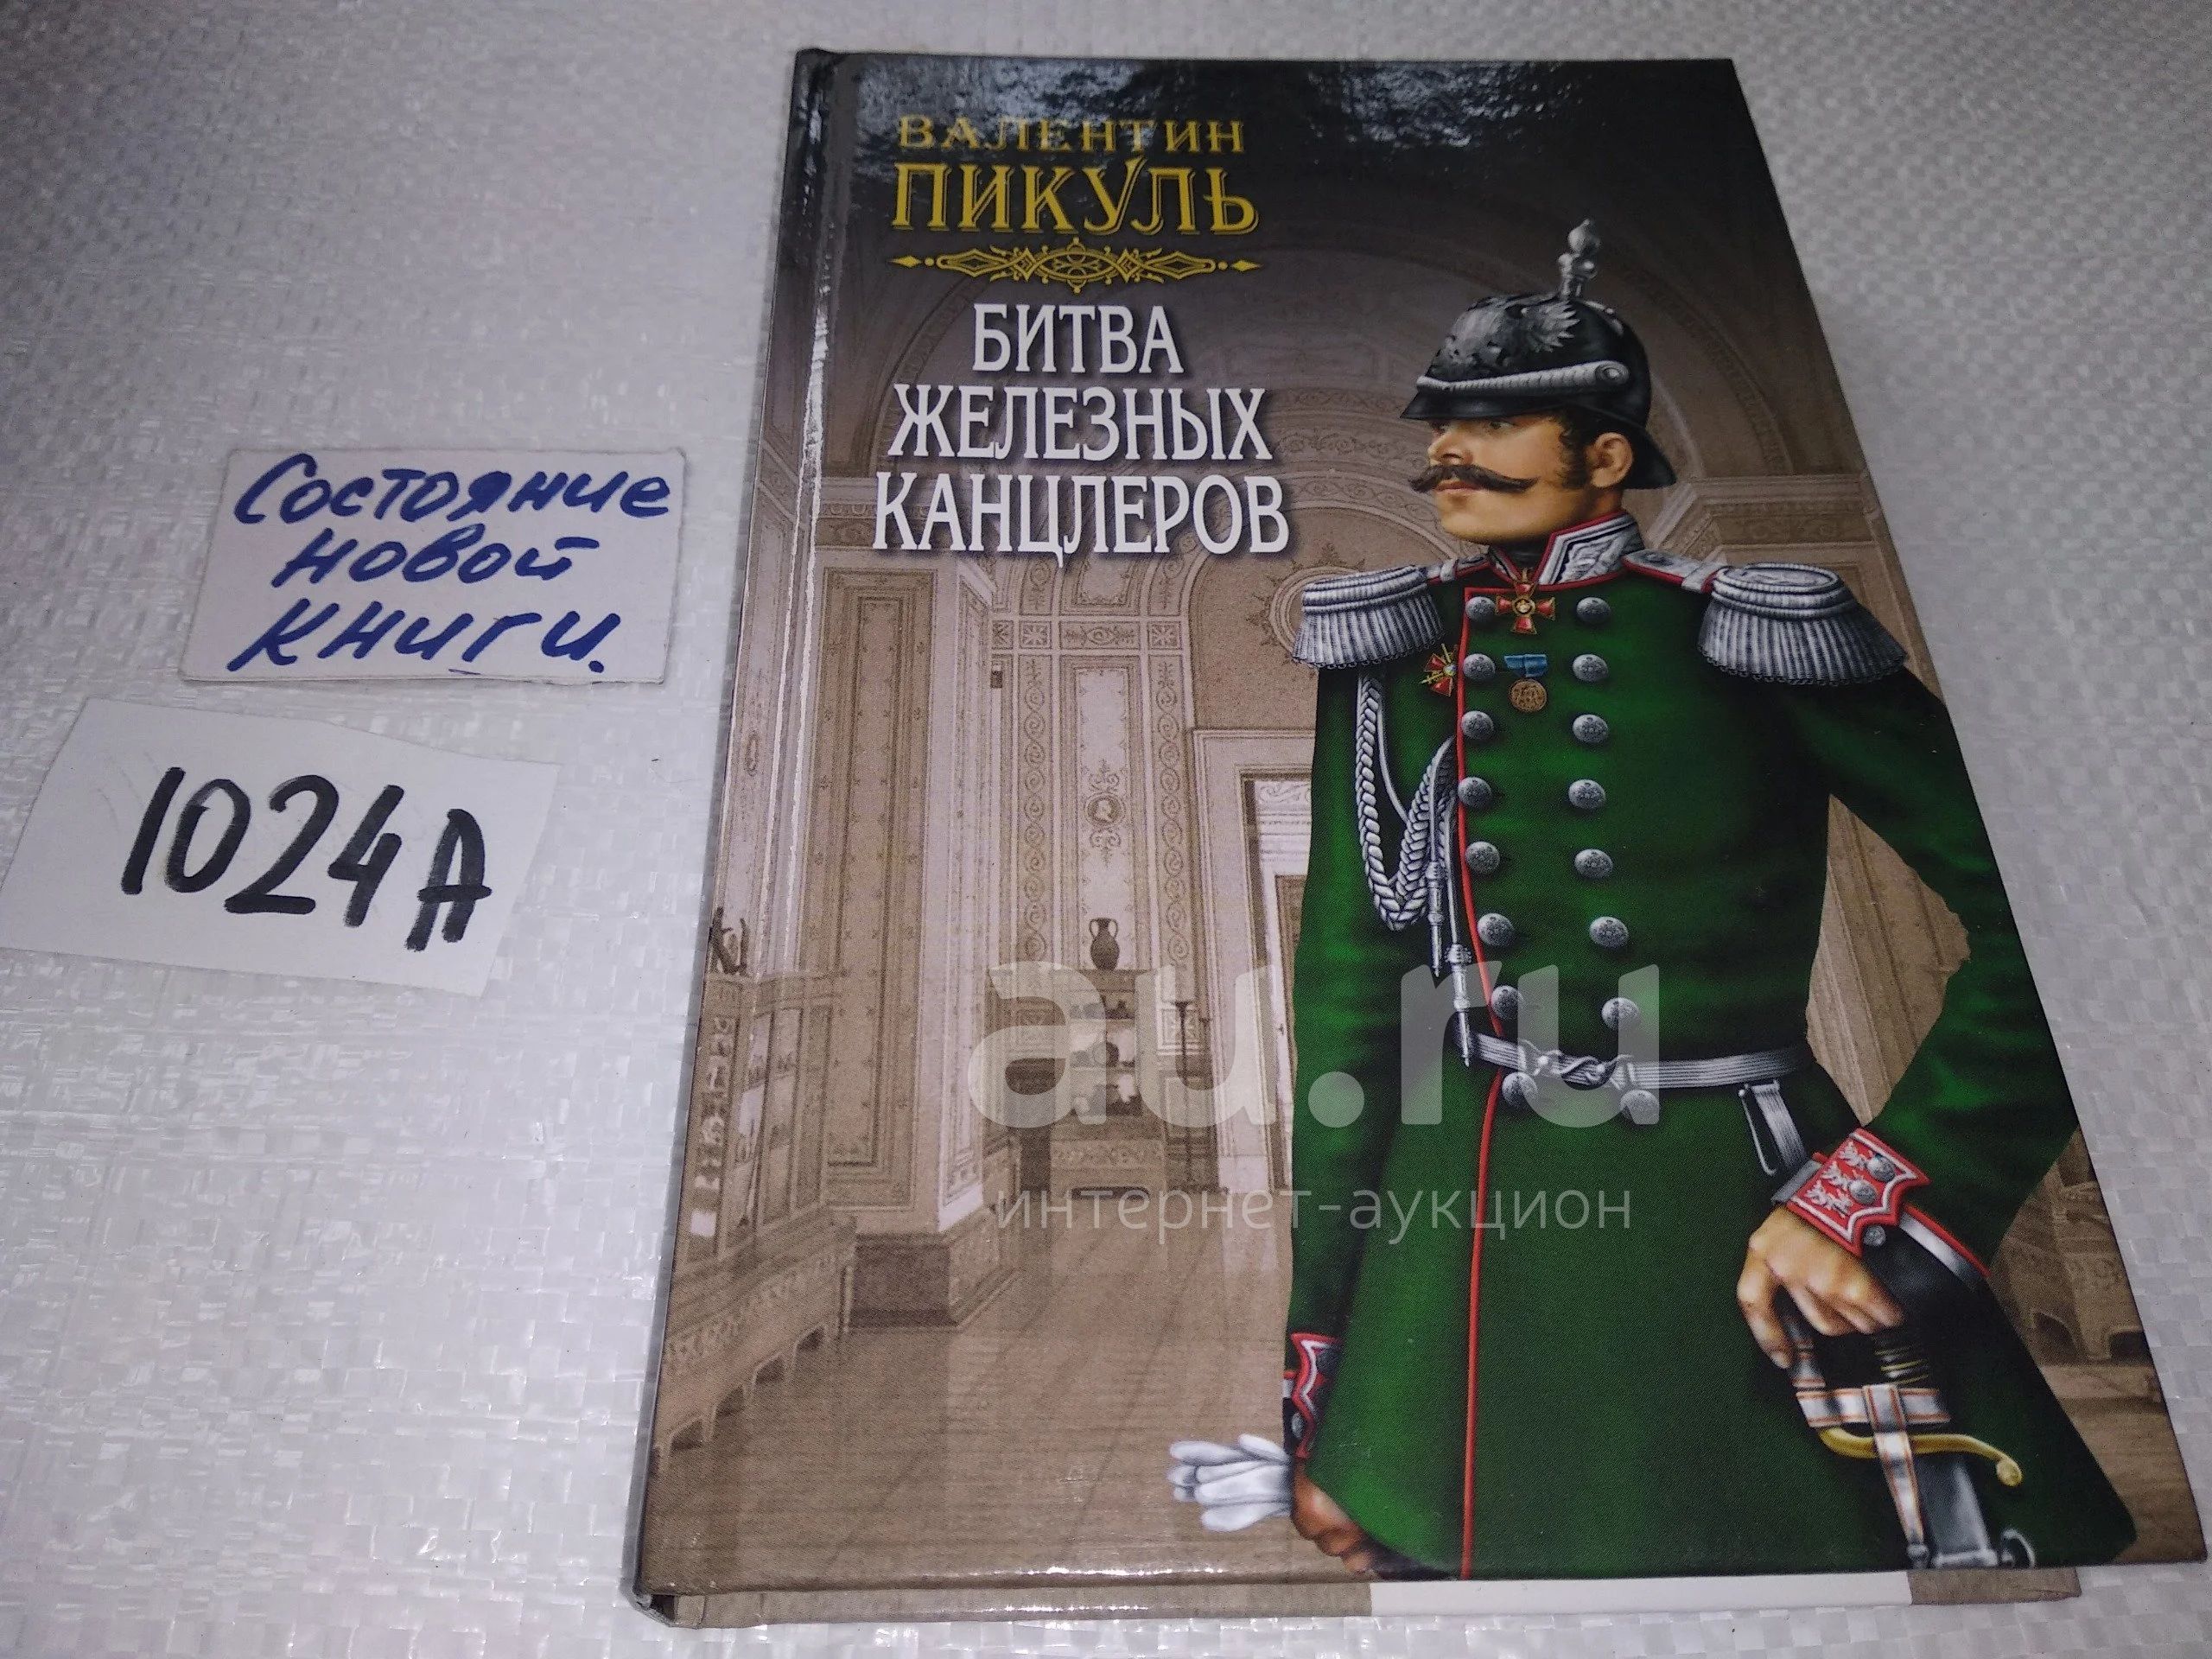 ВАЛЕНТИН
ПИКУЛЬ
БИТВА
ЖЕЛЕЗНЫХ
КАНЦЛЕРОВ
Состояние
новой
книги.
1024А
au.ru
интернет-аукцион